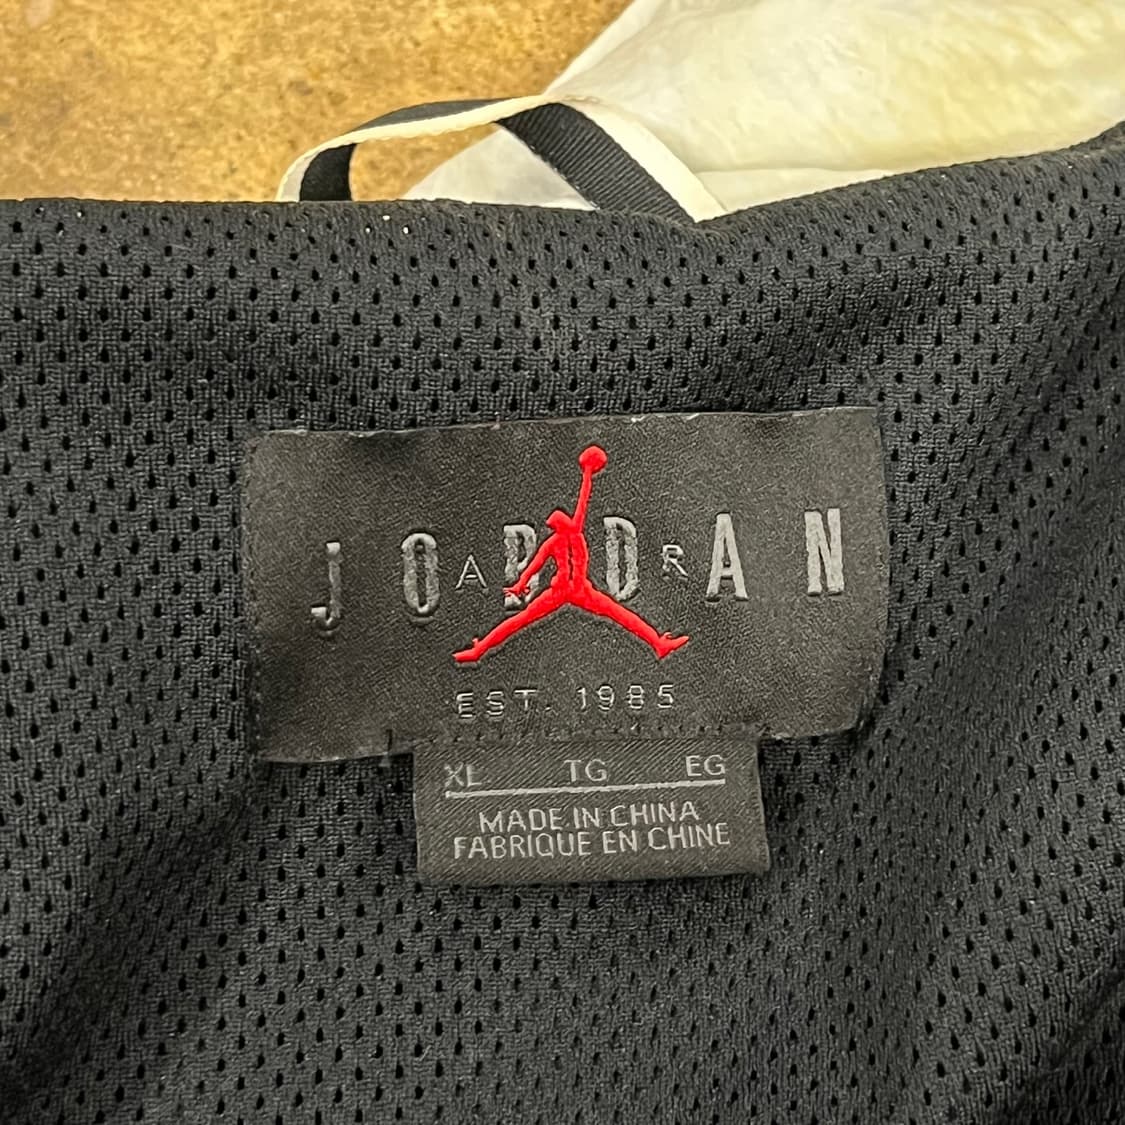 JORDAN
AIR
EST. 1985
XL TG EG
MADE IN CHINA
FABRIQUE EN CHINE